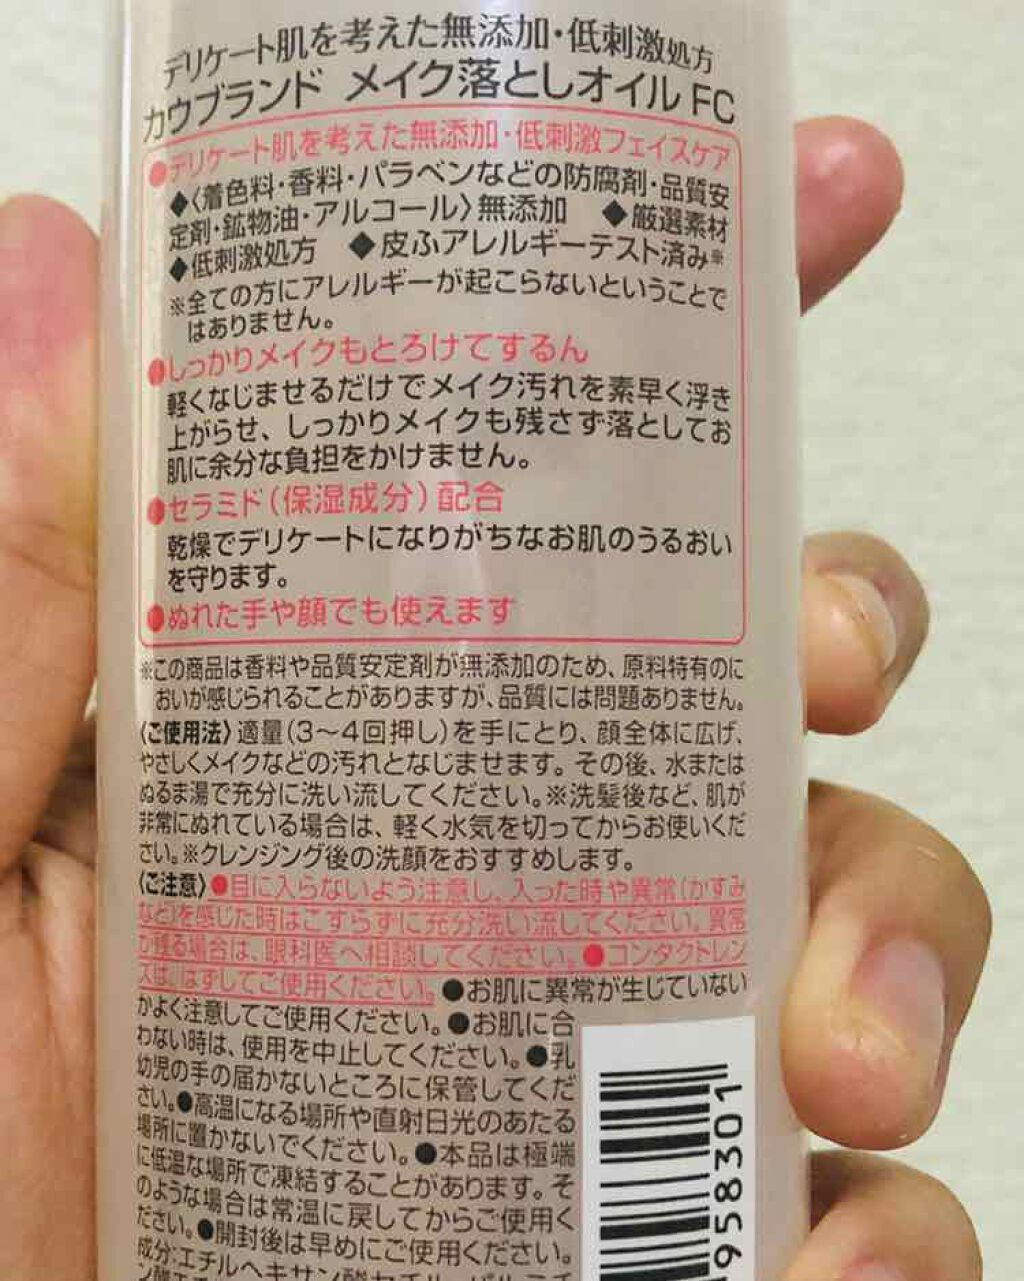 デリケート肌を考えた無添加・低刺激処方
カウブランド メイク落としオイル FC
●デリケート肌を考えた無添加・低刺激フェイスケア
◆〈着色料・香料・パラベンなどの防腐剤・品質安
定剤・鉱物油・アルコール〉無添加 ◆厳選素材
◆低刺激処方 ◆皮ふアレルギーテスト済み※
※全ての方にアレルギーが起こらないということで
はありません。
●しっかりメイクもとろけてするん
軽くなじませるだけでメイク汚れを素早く浮き
上がらせ、しっかりメイクも残さず落としてお
肌に余分な負担をかけません。
●セラミド(保湿成分)配合
乾燥でデリケートになりがちなお肌のうるおい
を守ります。
●ぬれた手や顔でも使えます
※この商品は香料や品質安定剤が無添加のため、原料特有のに
おいが感じられることがありますが、品質には問題ありません。
〈ご使用法〉適量(3〜4回押し)を手にとり、顔全体に広げ、
やさしくメイクなどの汚れとなじませます。その後、水または
ぬるま湯で充分に洗い流してください。※洗髪後など、肌が
非常にぬれている場合は、軽く水気を切ってからお使いくだ
さい。※クレンジング後の洗顔をおすすめします。
〈ご注意〉●目に入らないよう注意し、入った時や異常(かすみ
など)を感じた時はこすらずに充分洗い流してください。異常
が残る場合は、眼科医へ相談してください。●コンタクトレン
ズは、はずしてご使用ください。●お肌に異常が生じていない
かよく注意してご使用ください。●お肌に合
わない時は、使用を中止してください。●乳
幼児の手の届かないところに保管してくだ
さい。●高温になる場所や直射日光のあたる
場所に置かないでください。●本品は極端
に低温な場所で凍結することがあります。そ
のような場合は常温に戻してからご使用く
ださい。●開封後は早めにご使用ください。
成分:エチルヘキサン酸セチル、パルミチ
ン酸エチ
958301